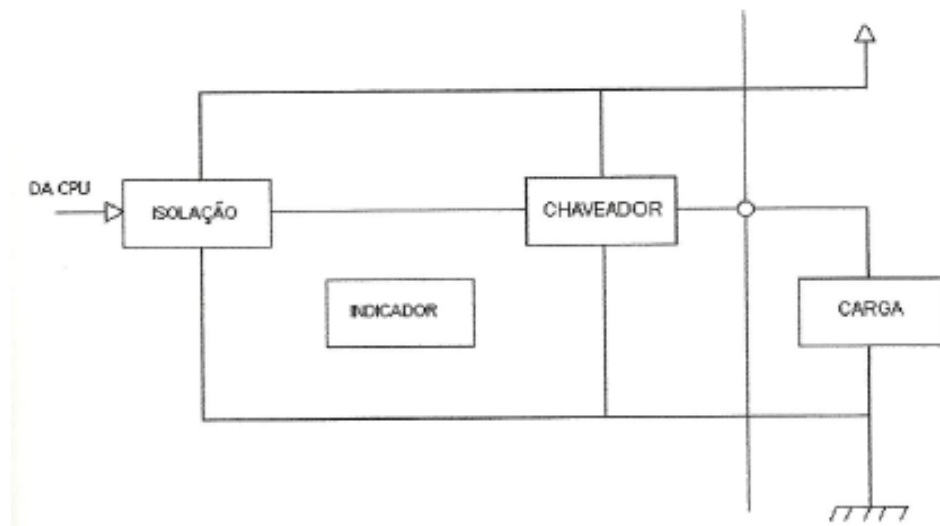 DA CPU
ISOLAÇÃO
CHAVEADOR
INDICADOR
CARGA